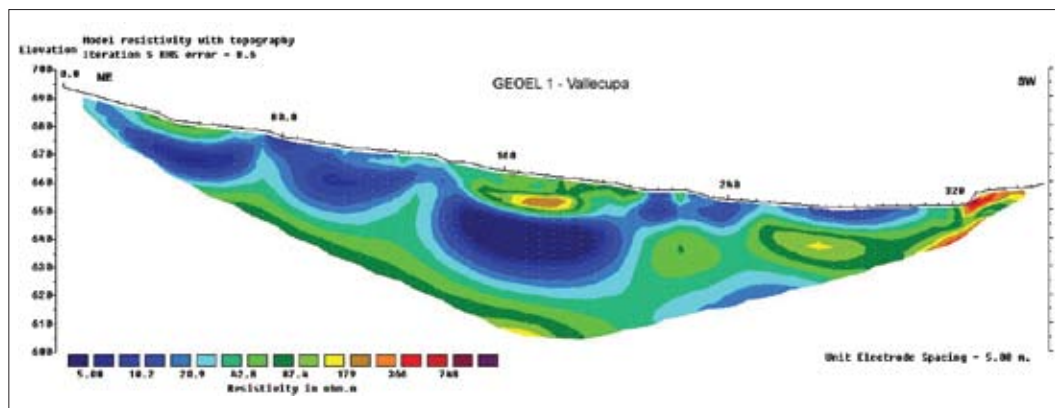 Model resistivity with topography
Elevation Iteration 5 RMS error = 8.6
0.0 NE GEOEL 1 - Vallecupa SW
700
690
680
670
660
650
640
630
620
610
600
80.0
160
240
320
5.00 10.2 20.9 42.8 87.4 179 366 748
Resistivity in ohm.m
Unit Electrode Spacing = 5.00 m.